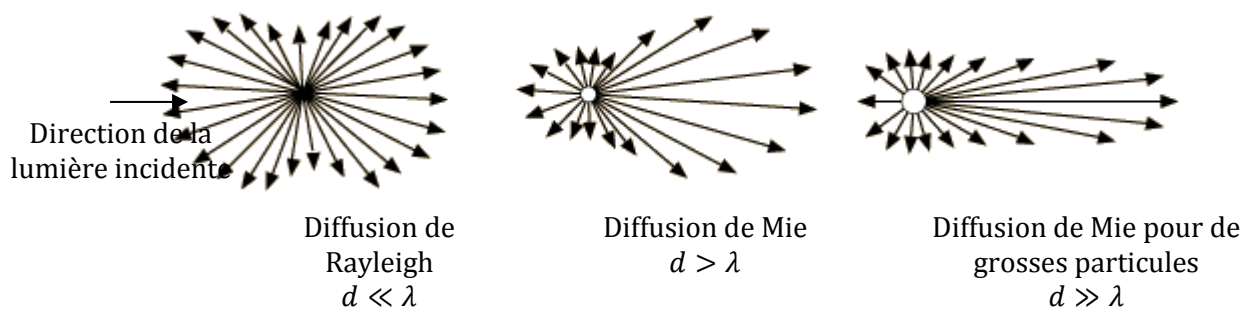 Direction de la
lumière incidente
Diffusion de
Rayleigh
d ≪ λ
Diffusion de Mie
d > λ
Diffusion de Mie pour de
grosses particules
d ≫ λ